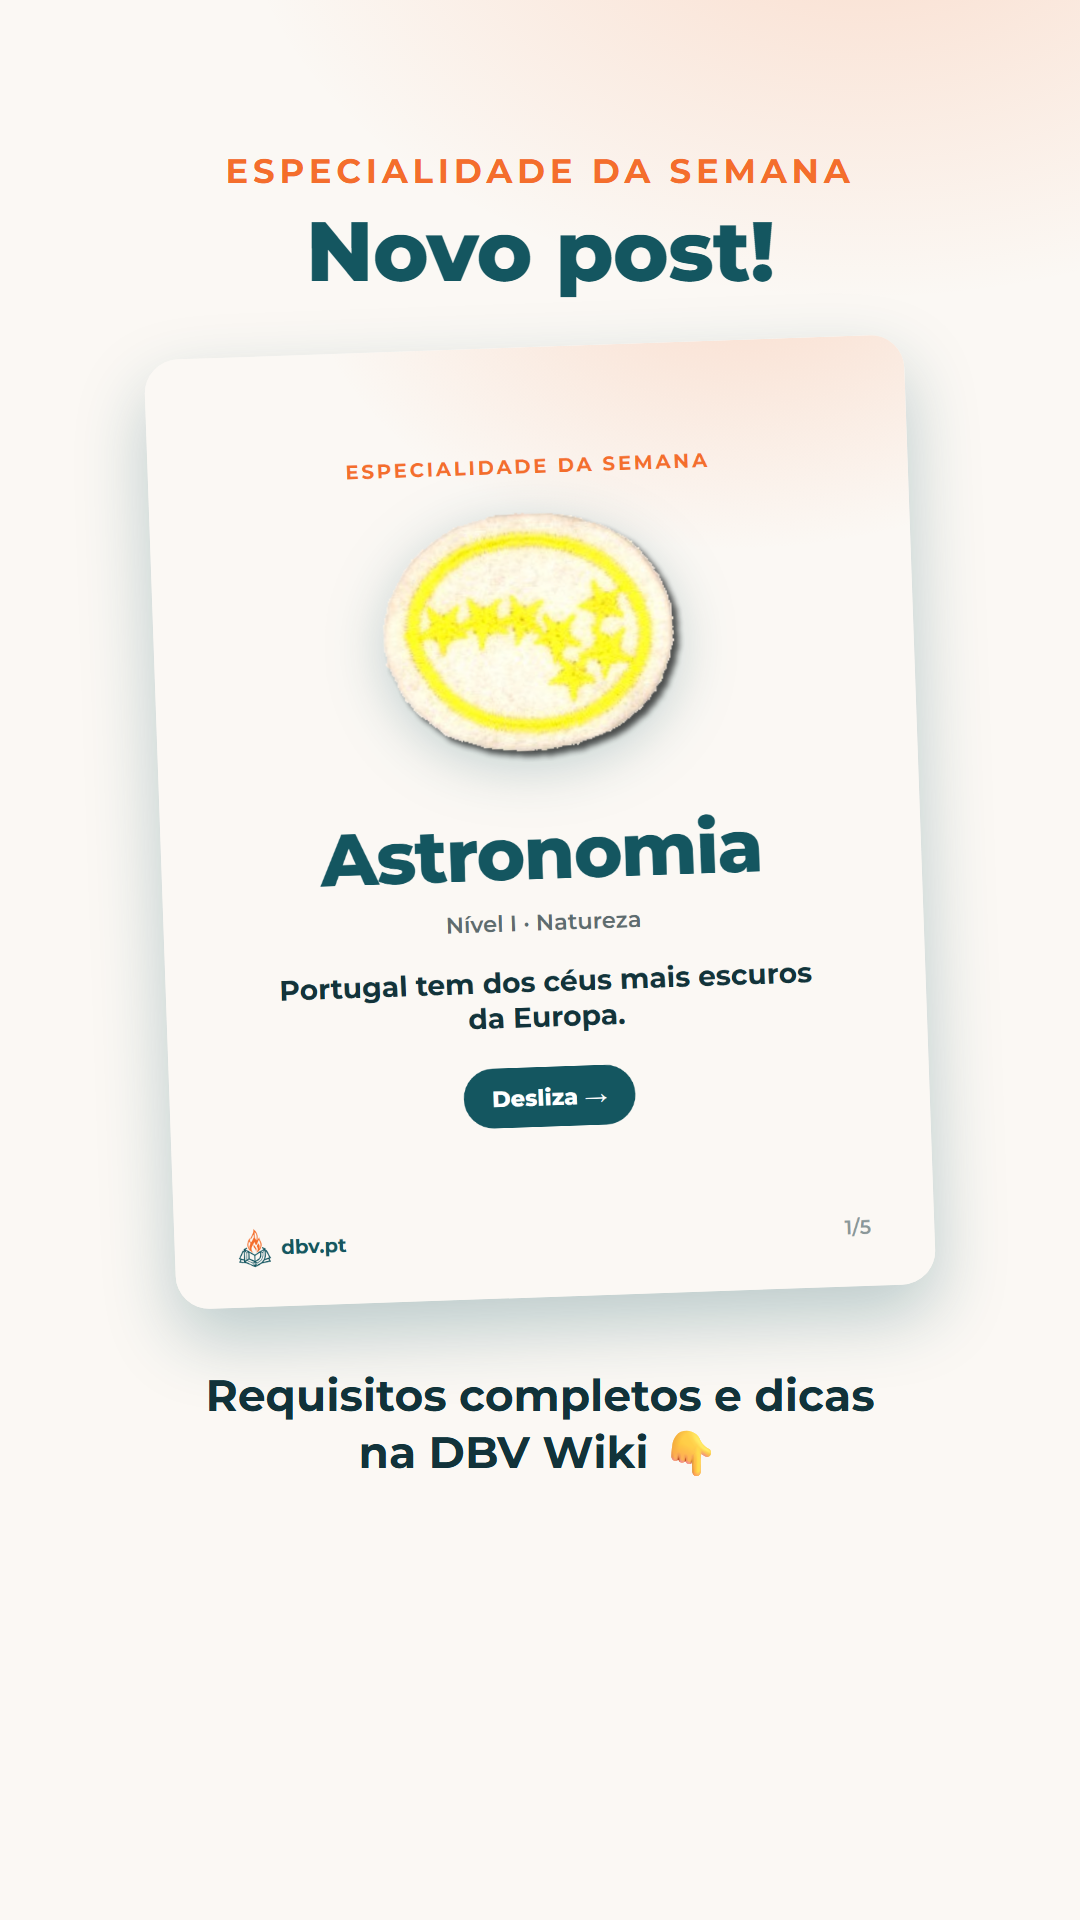 ESPECIALIDADE DA SEMANA
Novo post!
ESPECIALIDADE DA SEMANA
Astronomia
Nível I · Natureza
Portugal tem dos céus mais escuros
da Europa.
Desliza →
dbv.pt
1/5
Requisitos completos e dicas
na DBV Wiki 👇